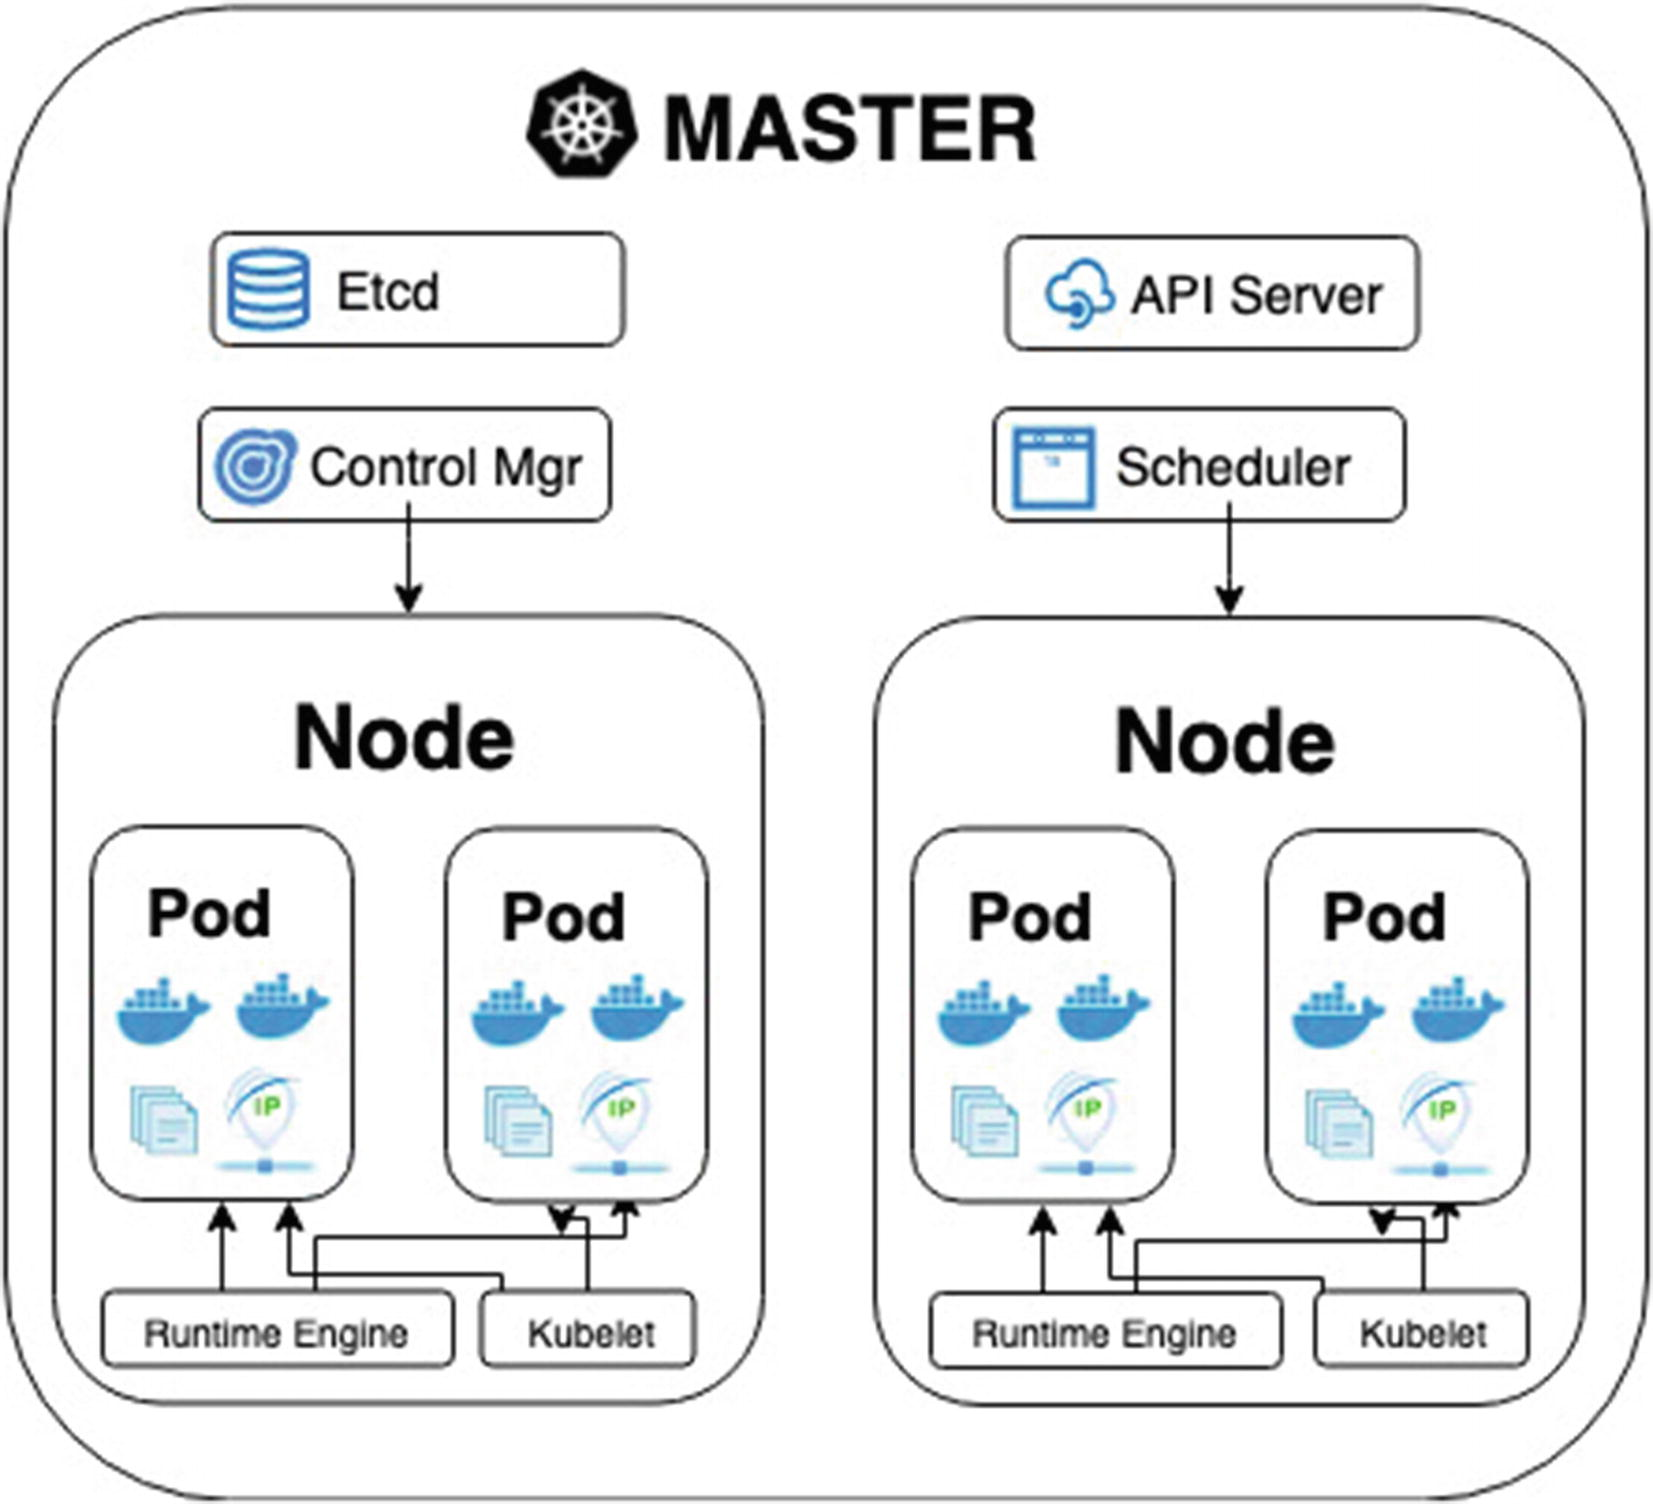 MASTER
Etcd
API Server
Control Mgr
Scheduler
Node
Node
Pod
Pod
Pod
Pod
IP
IP
IP
IP
Runtime Engine
Kubelet
Runtime Engine
Kubelet